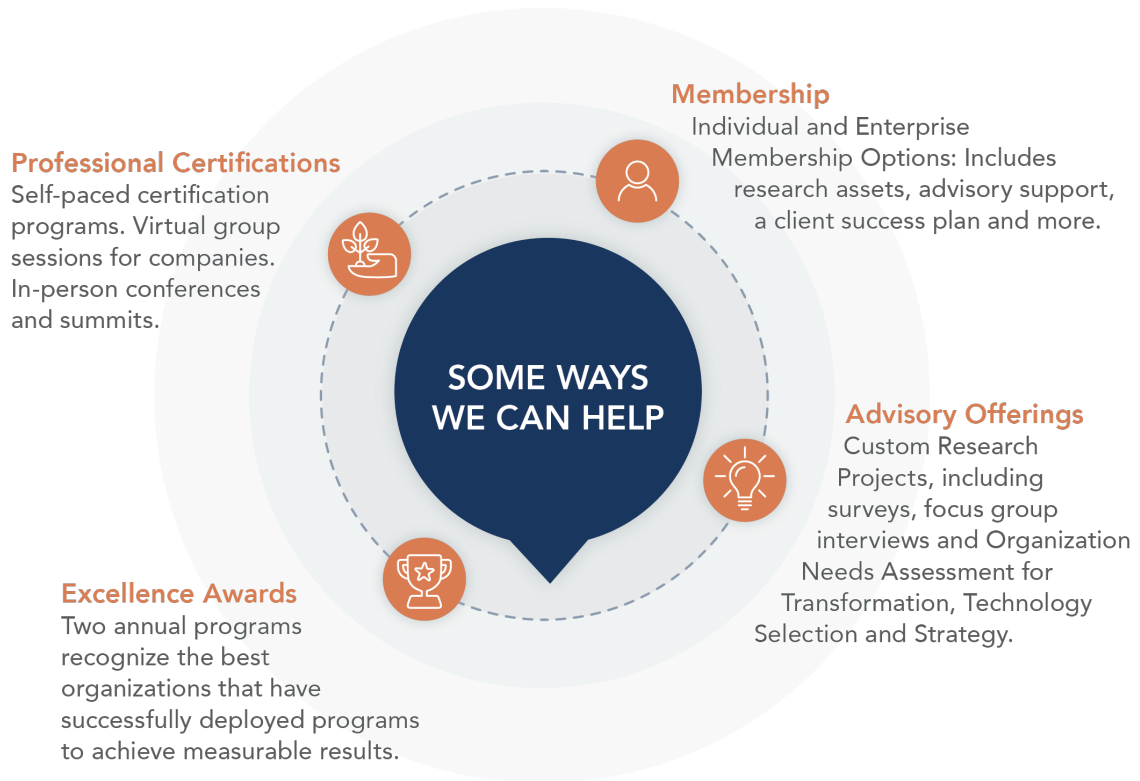 SOME WAYS
WE CAN HELP
Professional Certifications
Self-paced certification
programs. Virtual group
sessions for companies.
In-person conferences
and summits.
Membership
Individual and Enterprise
Membership Options: Includes
research assets, advisory support,
a client success plan and more.
Advisory Offerings
Custom Research
Projects, including
surveys, focus group
interviews and Organization
Needs Assessment for
Transformation, Technology
Selection and Strategy.
Excellence Awards
Two annual programs
recognize the best
organizations that have
successfully deployed programs
to achieve measurable results.